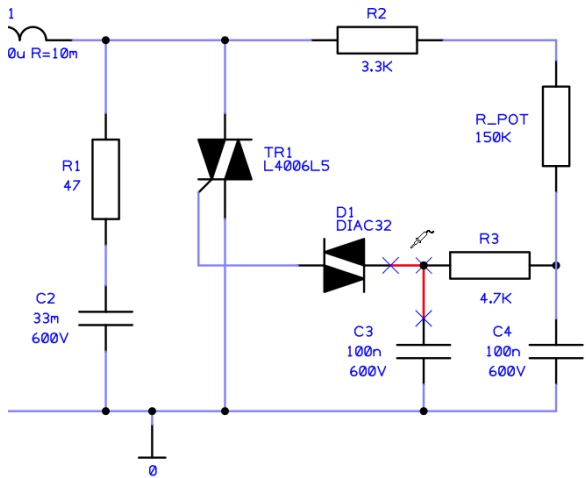 1
0u R=10m
R2
3.3K
R_POT
150K
TR1
L4006L5
R1
47
D1
DIAC32
R3
4.7K
C2
33m
600V
C3
100n
600V
C4
100n
600V
0